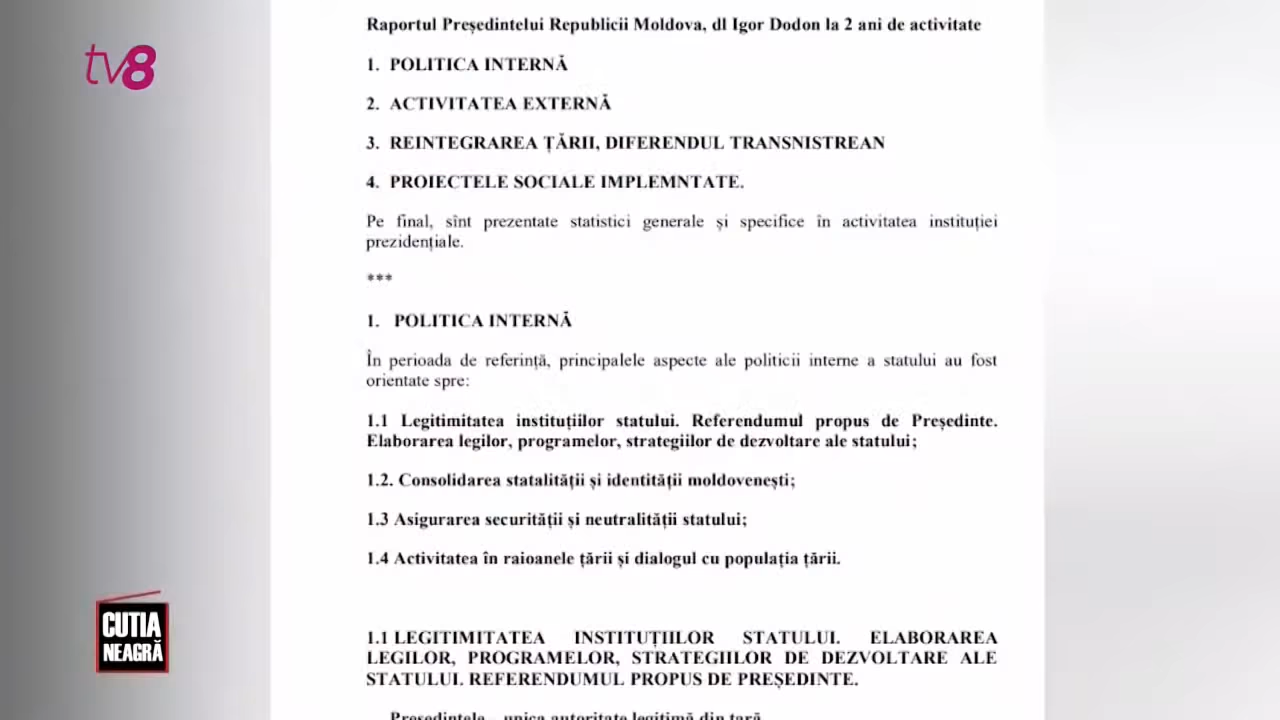 tv8
Raportul Președintelui Republicii Moldova, dl Igor Dodon la 2 ani de activitate
1. POLITICA INTERNĂ
2. ACTIVITATEA EXTERNĂ
3. REINTEGRAREA ȚĂRII, DIFERENDUL TRANSNISTREAN
4. PROIECTELE SOCIALE IMPLEMNTATE.
Pe final, sînt prezentate statistici generale și specifice în activitatea instituției
prezidențiale.
***
1. POLITICA INTERNĂ
În perioada de referință, principalele aspecte ale politicii interne a statului au fost
orientate spre:
1.1 Legitimitatea instituțiilor statului. Referendumul propus de Președinte.
Elaborarea legilor, programelor, strategiilor de dezvoltare ale statului;
1.2. Consolidarea statalității și identității moldovenești;
1.3 Asigurarea securității și neutralității statului;
1.4 Activitatea în raioanele țării și dialogul cu populația țării.
CUTIA
NEAGRĂ
1.1 LEGITIMITATEA INSTITUȚIILOR STATULUI. ELABORAREA
LEGILOR, PROGRAMELOR, STRATEGIILOR DE DEZVOLTARE ALE
STATULUI. REFERENDUMUL PROPUS DE PREȘEDINTE.
Președintele – unica autoritate legitimă din țară